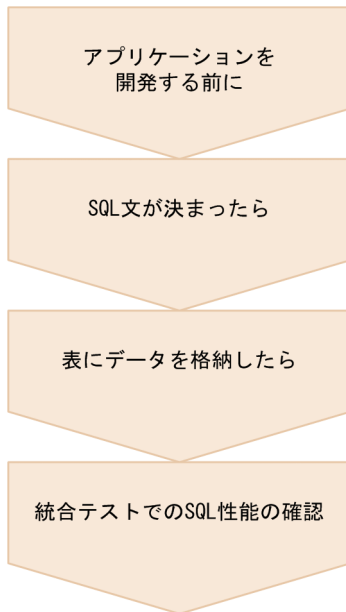 アプリケーションを
開発する前に
SQL文が決まったら
表にデータを格納したら
統合テストでのSQL性能の確認